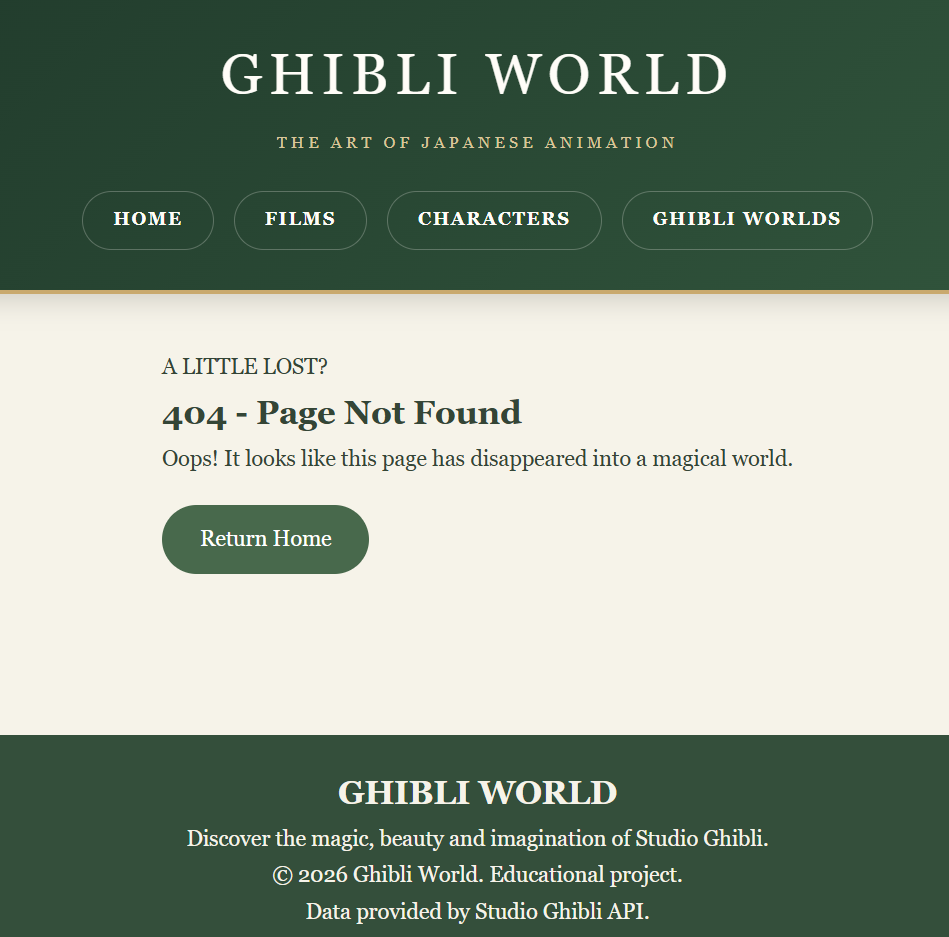 GHIBLI WORLD
THE ART OF JAPANESE ANIMATION
HOME
FILMS
CHARACTERS
GHIBLI WORLDS
A LITTLE LOST?
404 - Page Not Found
Oops! It looks like this page has disappeared into a magical world.
Return Home
GHIBLI WORLD
Discover the magic, beauty and imagination of Studio Ghibli.
© 2026 Ghibli World. Educational project.
Data provided by Studio Ghibli API.